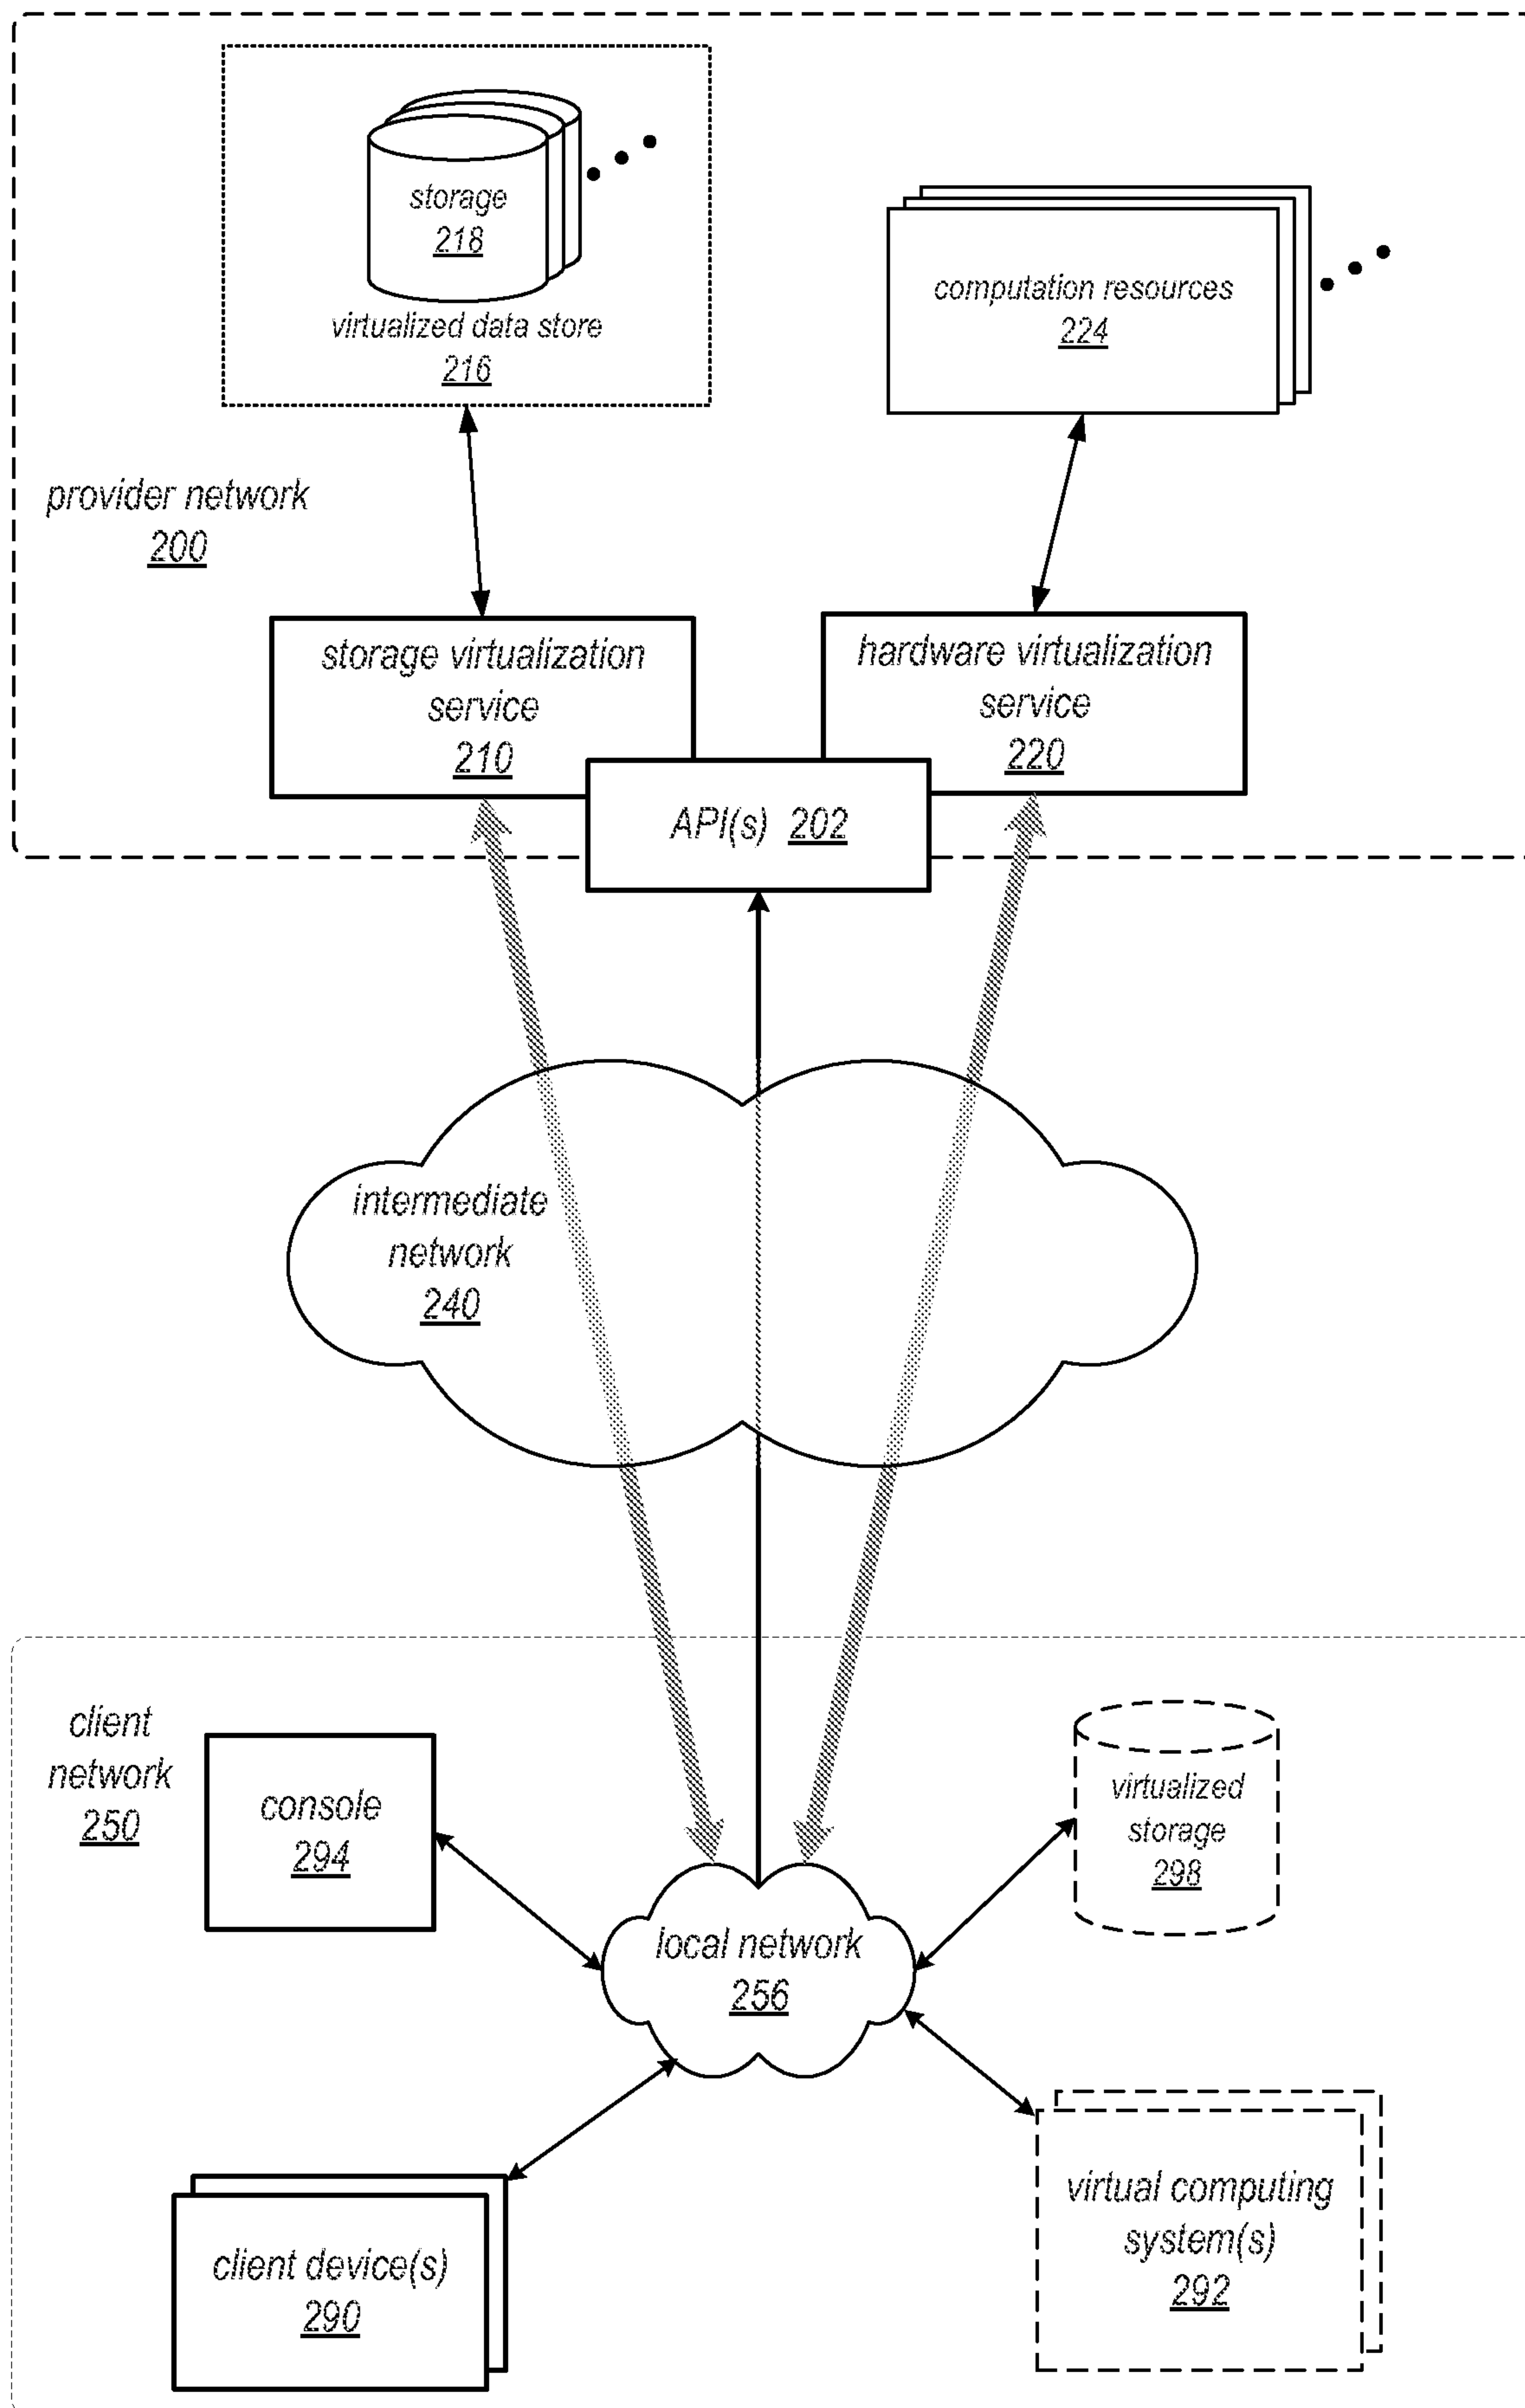 storage
218
virtualized data store
216
computation resources
224
provider network
200
storage virtualization
service
210
hardware virtualization
service
220
API(s) 202
intermediate
network
240
client
network
250
console
294
virtualized
storage
298
local network
256
client device(s)
290
virtual computing
system(s)
292